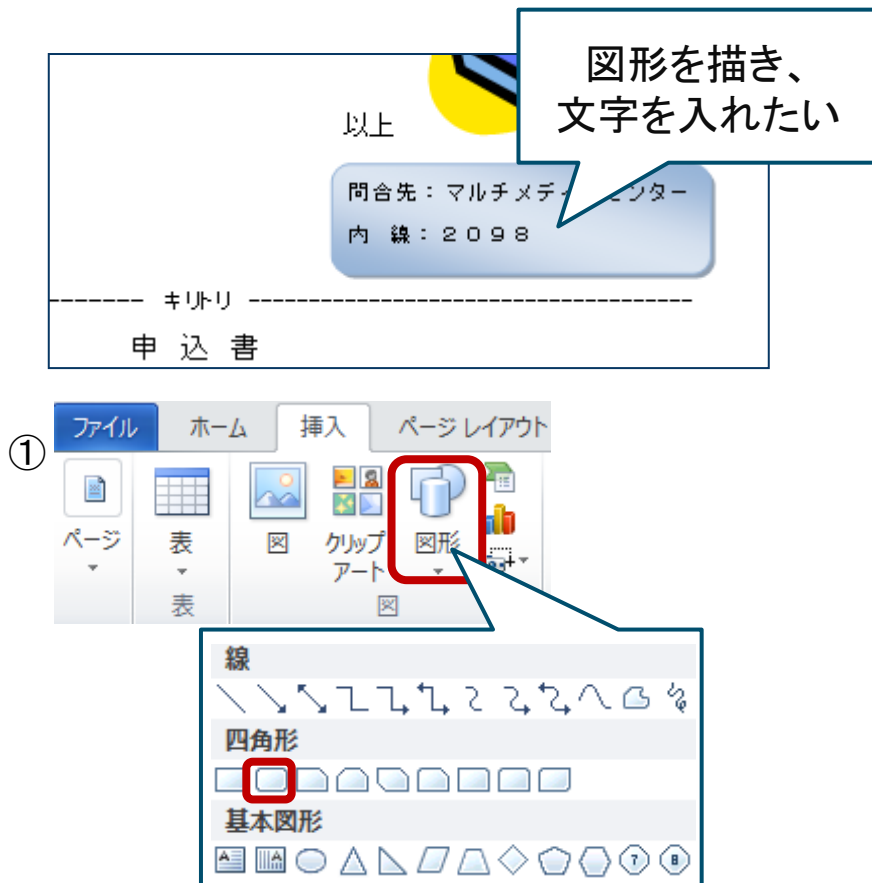 図形を描き、
文字を入れたい
以上
問合先：マルチメディ ンター
内 線：２０９８
------- キリトリ -----------------------------------
申 込 書
①
ファイル ホーム 挿入 ページ レイアウト
ページ
表
図
クリップ
アート
図形
表
図
線
四角形
基本図形